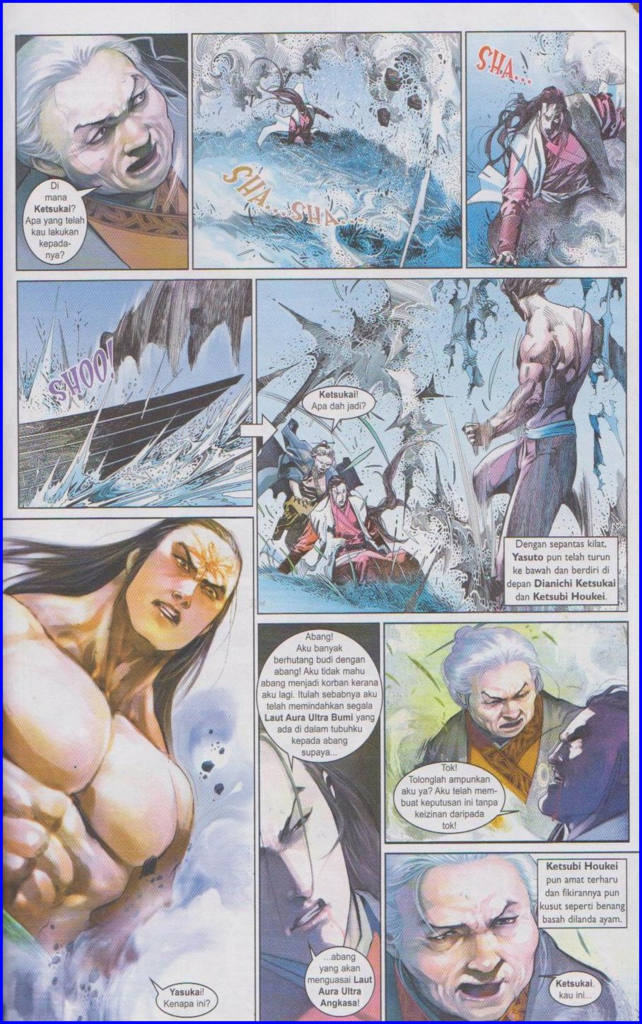 Di
mana
Ketsukai?
Apa yang telah
kau lakukan
kepada-
nya?
SHA... SHA...
SHA...
SHOO!
Ketsukai!
Apa dah jadi?
Dengan sepantas kilat,
Yasuto pun telah turun
ke bawah dan berdiri di
depan Dianichi Ketsukai
dan Ketsubi Houkei.
Yasukai!
Kenapa ini?
Abang!
Aku banyak
berhutang budi dengan
abang! Aku tidak mahu
abang menjadi korban kerana
aku lagi. Itulah sebabnya aku
telah memindahkan segala
Laut Aura Ultra Bumi yang
ada di dalam tubuhku
kepada abang
supaya...
...abang
yang akan
menguasai Laut
Aura Ultra
Angkasa!
Tok!
Tolonglah ampunkan
aku ya? Aku telah mem-
buat keputusan ini tanpa
keizinan daripada
tok!
Ketsubi Houkei
pun amat terharu
dan fikirannya pun
kusut seperti benang
basah dilanda ayam.
Ketsukai,
kau ini...